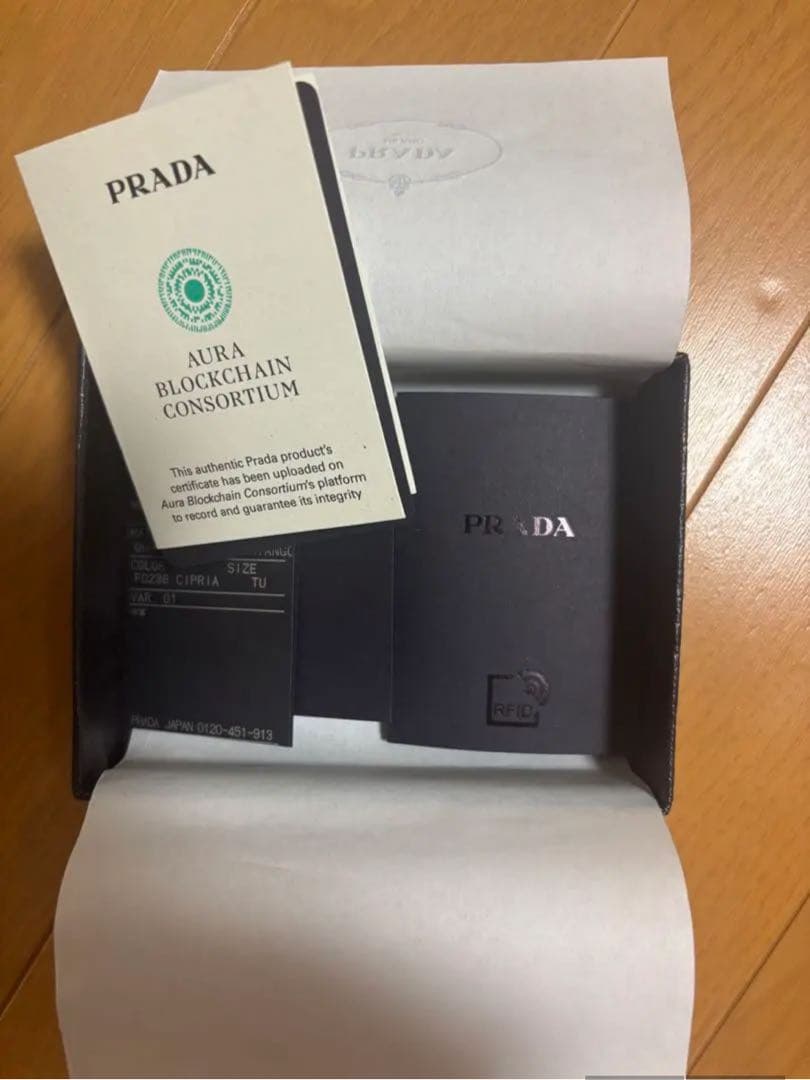 PRADA
AURA
BLOCKCHAIN
CONSORTIUM
This authentic Prada product's
certificate has been uploaded on
Aura Blockchain Consortium's platform
to record and guarantee its integrity
PRADA
PRADA
RFID
SIZE
F0236 CIPRIA TU
VAR. 01
PRADA JAPAN 0120-451-913